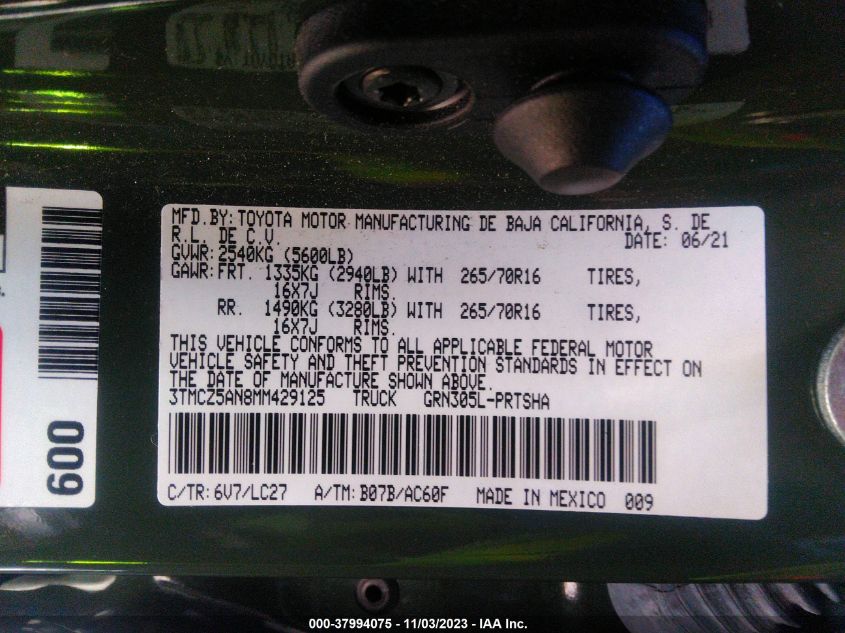 MFD.BY:TOYOTA MOTOR MANUFACTURING DE BAJA CALIFORNIA, S. DE
R.L. DE C.V. DATE: 06/21
GVWR:2540KG (5600LB)
GAWR:FRT. 1335KG (2940LB) WITH 265/70R16 TIRES,
16X7J RIMS.
RR. 1490KG (3280LB) WITH 265/70R16 TIRES,
16X7J RIMS.
THIS VEHICLE CONFORMS TO ALL APPLICABLE FEDERAL MOTOR
VEHICLE SAFETY AND THEFT PREVENTION STANDARDS IN EFFECT ON
THE DATE OF MANUFACTURE SHOWN ABOVE.
3TMCZ5AN8MM429125 TRUCK GRN305L-PRTSHA
C/TR:6V7/LC27 A/TM:B07B/AC60F MADE IN MEXICO 009
009
000-37994075 - 11/03/2023 - IAA Inc.